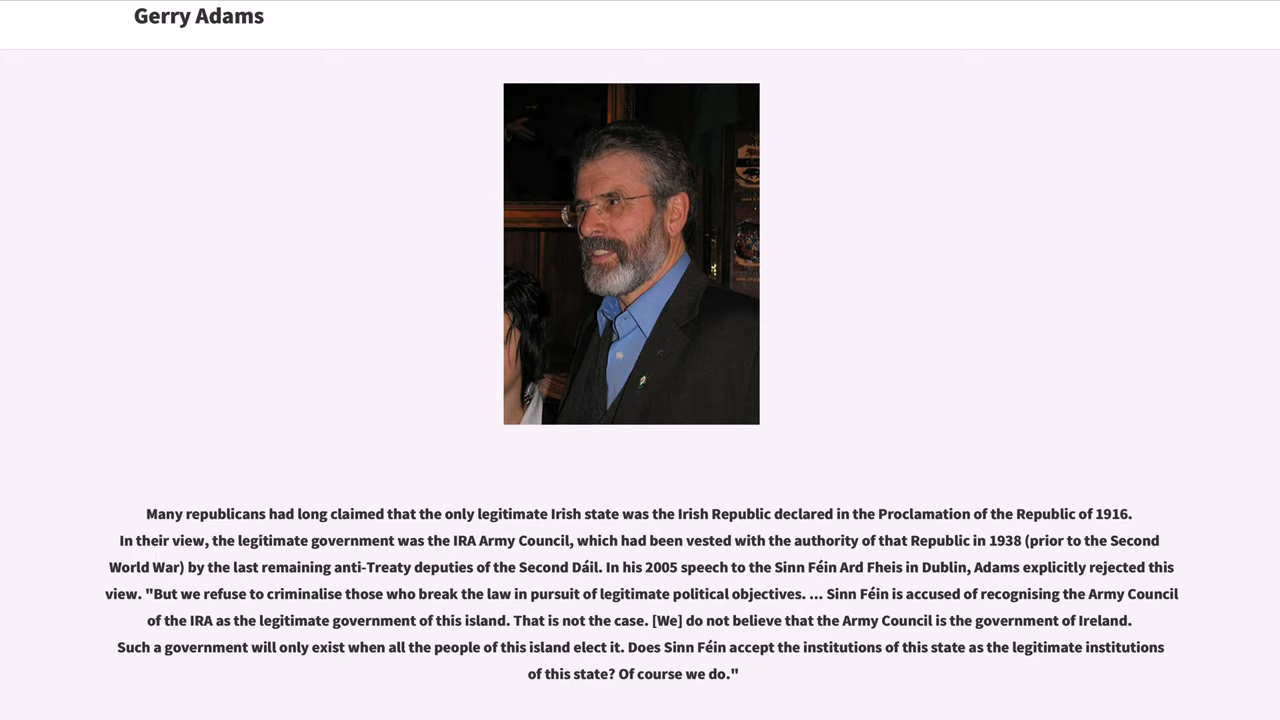 Gerry Adams
Many republicans had long claimed that the only legitimate Irish state was the Irish Republic declared in the Proclamation of the Republic of 1916.
In their view, the legitimate government was the IRA Army Council, which had been vested with the authority of that Republic in 1938 (prior to the Second
World War) by the last remaining anti-Treaty deputies of the Second Dáil. In his 2005 speech to the Sinn Féin Ard Fheis in Dublin, Adams explicitly rejected this
view. "But we refuse to criminalise those who break the law in pursuit of legitimate political objectives. ... Sinn Féin is accused of recognising the Army Council
of the IRA as the legitimate government of this island. That is not the case. [We] do not believe that the Army Council is the government of Ireland.
Such a government will only exist when all the people of this island elect it. Does Sinn Féin accept the institutions of this state as the legitimate institutions
of this state? Of course we do."